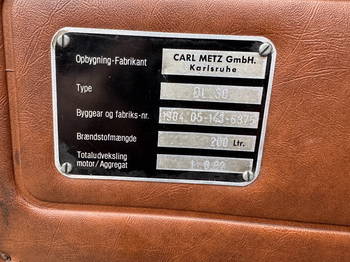 Opbygning-Fabrikant CARL METZ GmbH.
Karlsruhe
Type DL 30
Byggear og fabriks-nr. 1984 05-143-6375
Brændstofmængde 200 Ltr.
Totaludveksling
motor/Aggregat